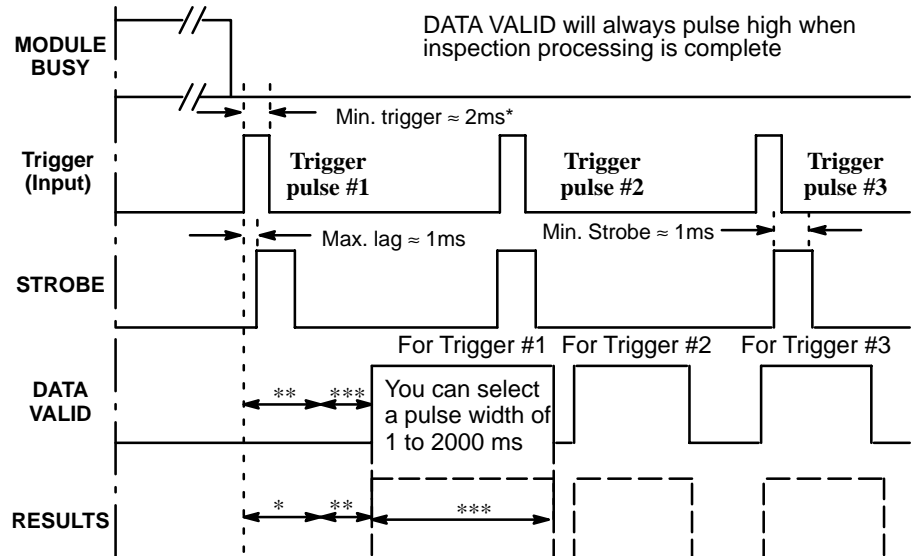 DATA VALID will always pulse high when
inspection processing is complete
MODULE
BUSY
Min. trigger ≈ 2ms*
Trigger
(Input)
Trigger
pulse #1
Trigger
pulse #2
Trigger
pulse #3
Max. lag ≈ 1ms
Min. Strobe ≈ 1ms
STROBE
For Trigger #1
For Trigger #2
For Trigger #3
DATA
VALID
**
***
You can select
a pulse width of
1 to 2000 ms
RESULTS
*
**
***